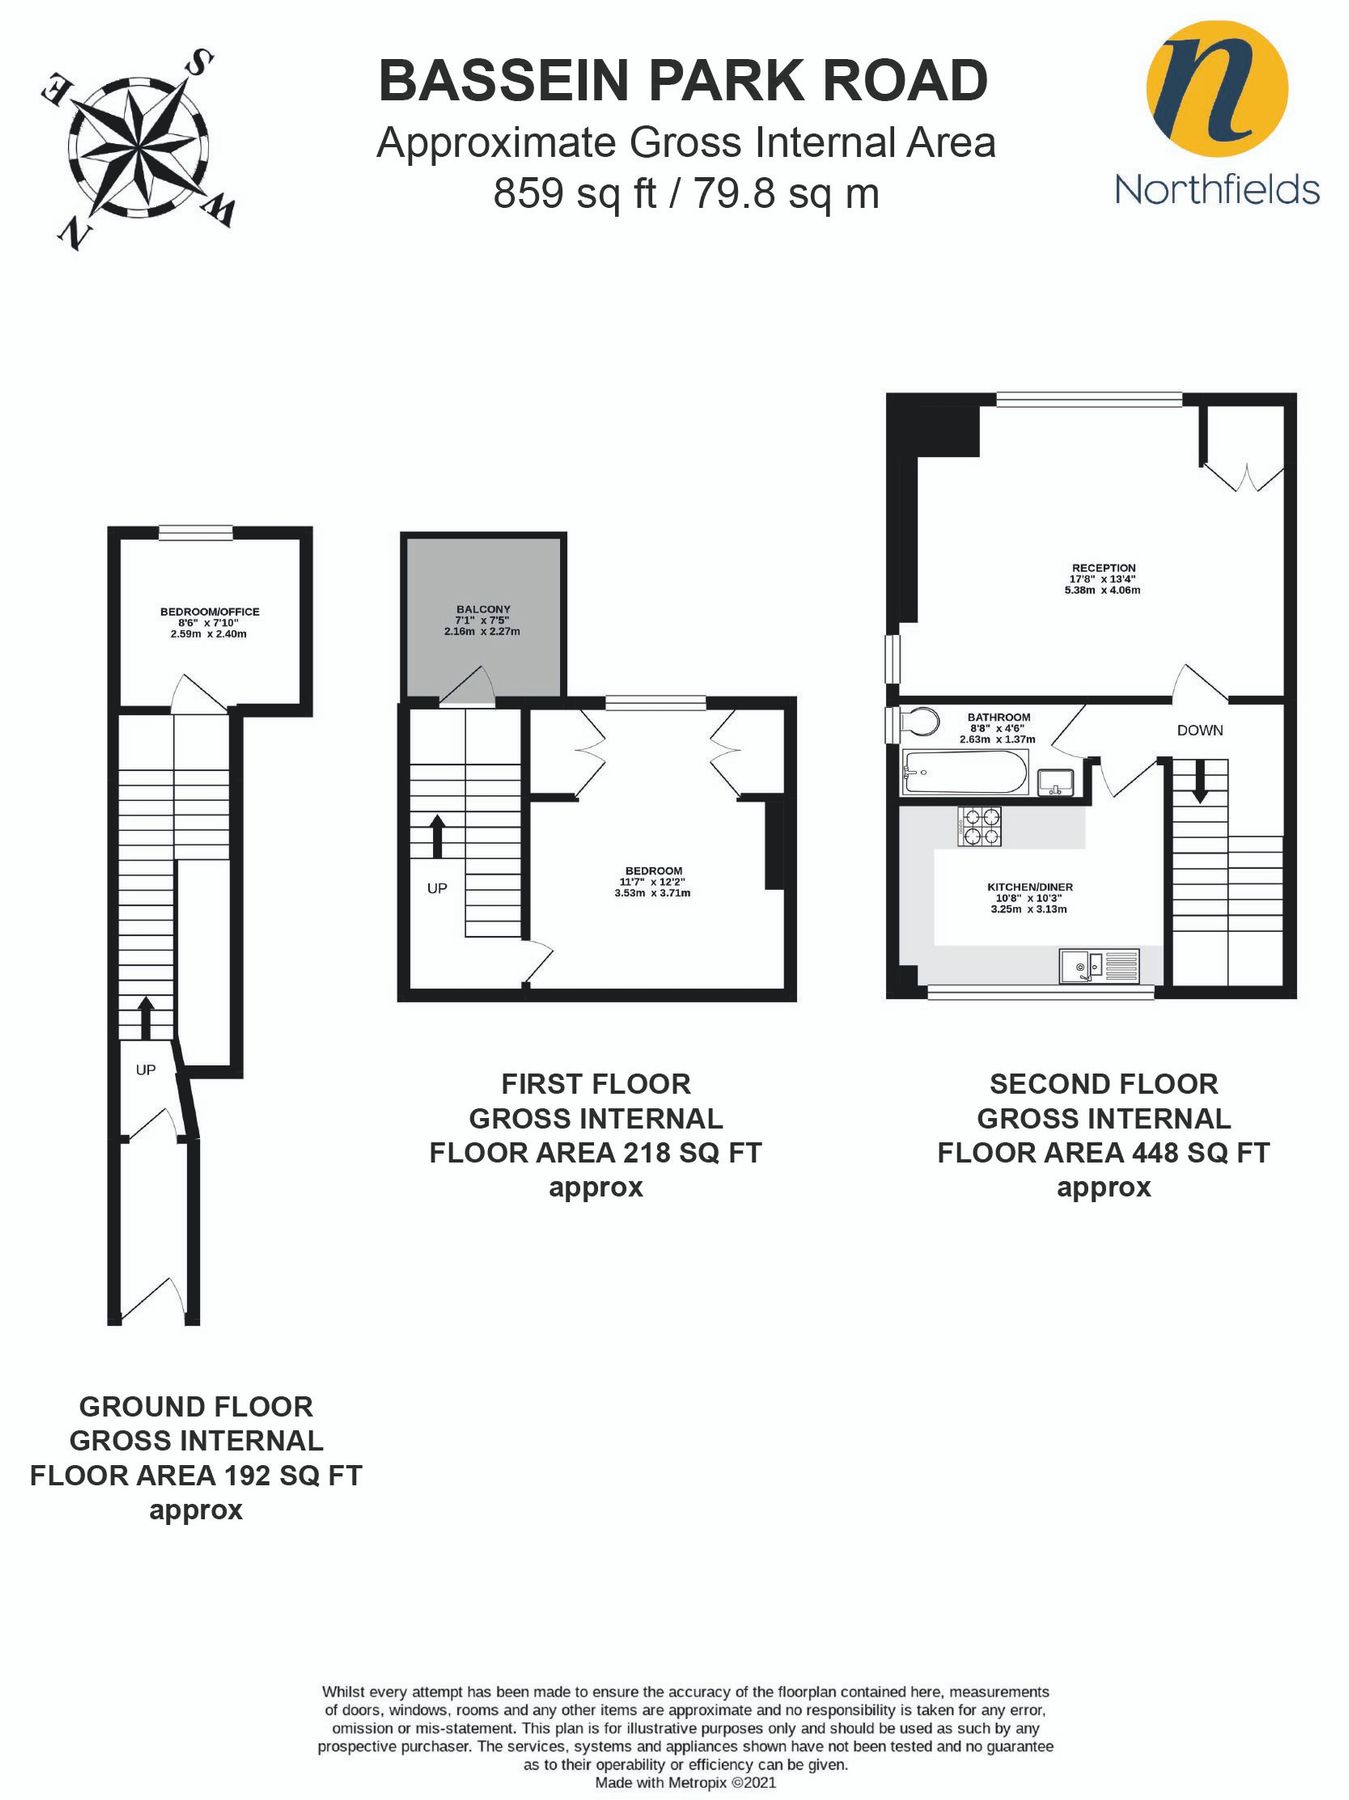 S
E
W
N
BASSEIN PARK ROAD
Approximate Gross Internal Area
859 sq ft / 79.8 sq m
n
Northfields
BEDROOM/OFFICE
8'6" x 7'10"
2.59m x 2.40m
UP
BALCONY
7'1" x 7'5"
2.16m x 2.27m
UP
BEDROOM
11'7" x 12'2"
3.53m x 3.71m
RECEPTION
17'8" x 13'4"
5.38m x 4.06m
BATHROOM
8'8" x 4'6"
2.63m x 1.37m
DOWN
KITCHEN/DINER
10'8" x 10'3"
3.25m x 3.13m
FIRST FLOOR
GROSS INTERNAL
FLOOR AREA 218 SQ FT
approx
SECOND FLOOR
GROSS INTERNAL
FLOOR AREA 448 SQ FT
approx
GROUND FLOOR
GROSS INTERNAL
FLOOR AREA 192 SQ FT
approx
Whilst every attempt has been made to ensure the accuracy of the floorplan contained here, measurements
of doors, windows, rooms and any other items are approximate and no responsibility is taken for any error,
omission or mis-statement. This plan is for illustrative purposes only and should be used as such by any
prospective purchaser. The services, systems and appliances shown have not been tested and no guarantee
as to their operability or efficiency can be given.
Made with Metropix ©2021